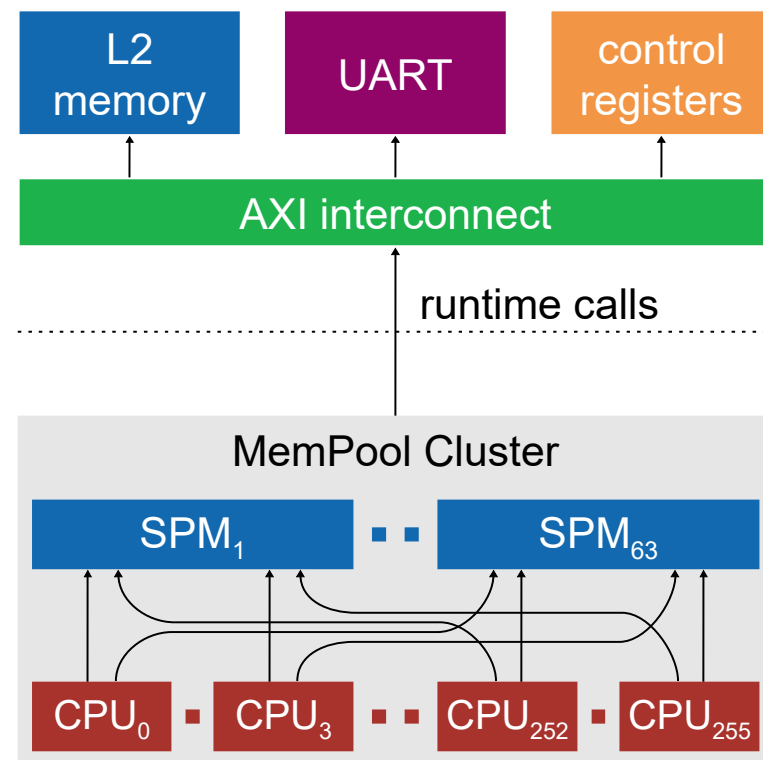 L2
memory
UART
control
registers
AXI interconnect
runtime calls
MemPool Cluster
SPM₁
SPM₆₃
CPU₀
CPU₃
CPU₂₅₂
CPU₂₅₅